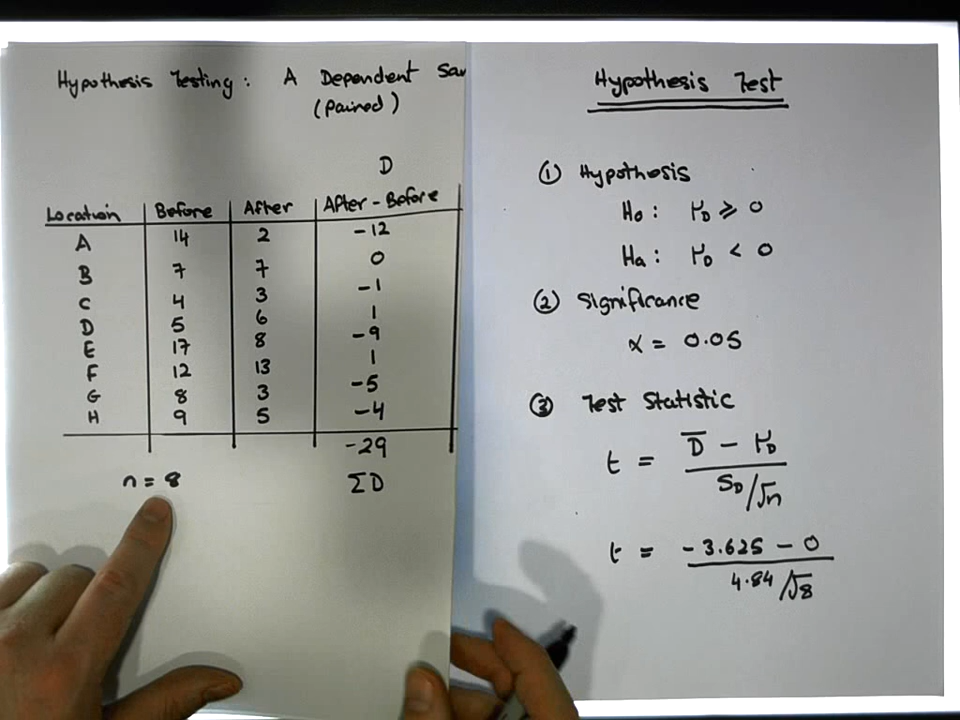 Hypothesis Testing: A Dependent
(Paired)
D
Location Before After After - Before
A 14 2 -12
B 7 7 0
C 4 3 -1
D 5 6 1
E 17 8 -9
F 12 13 1
G 8 3 -5
H 9 5 -4
-29
n = 8 ΣD
Hypothesis Test
① Hypothesis
Ho: μD ⩾ 0
Ha: μD < 0
② Significance
α = 0.05
③ Test Statistic
t = (D̄ - μD) / (SD/√n)
t = (-3.625 - 0) / (4.84/√8)